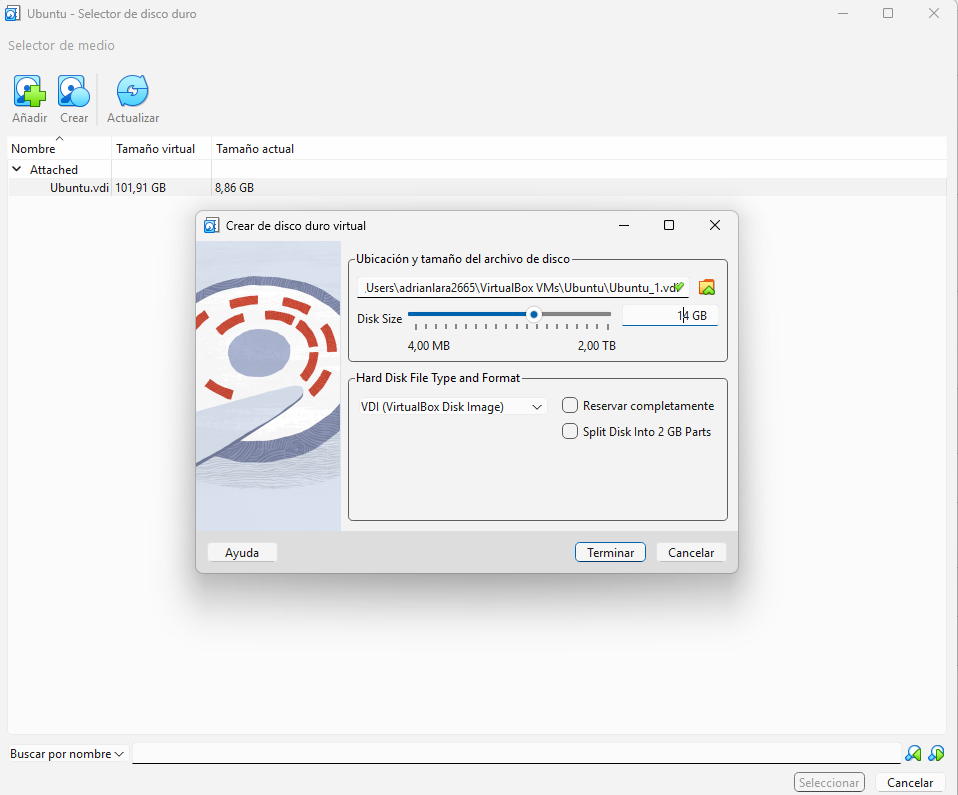 Ubuntu - Selector de disco duro
Selector de medio
Añadir Crear Actualizar
Nombre Tamaño virtual Tamaño actual
Attached
Ubuntu.vdi 101,91 GB 8,86 GB
Crear de disco duro virtual
Ubicación y tamaño del archivo de disco
Users\adrianlara2665\VirtualBox VMs\Ubuntu\Ubuntu_1.vdi
Disk Size 14 GB
4,00 MB 2,00 TB
Hard Disk File Type and Format
VDI (VirtualBox Disk Image) Reservar completamente
Split Disk Into 2 GB Parts
Ayuda Terminar Cancelar
Buscar por nombre
Seleccionar Cancelar